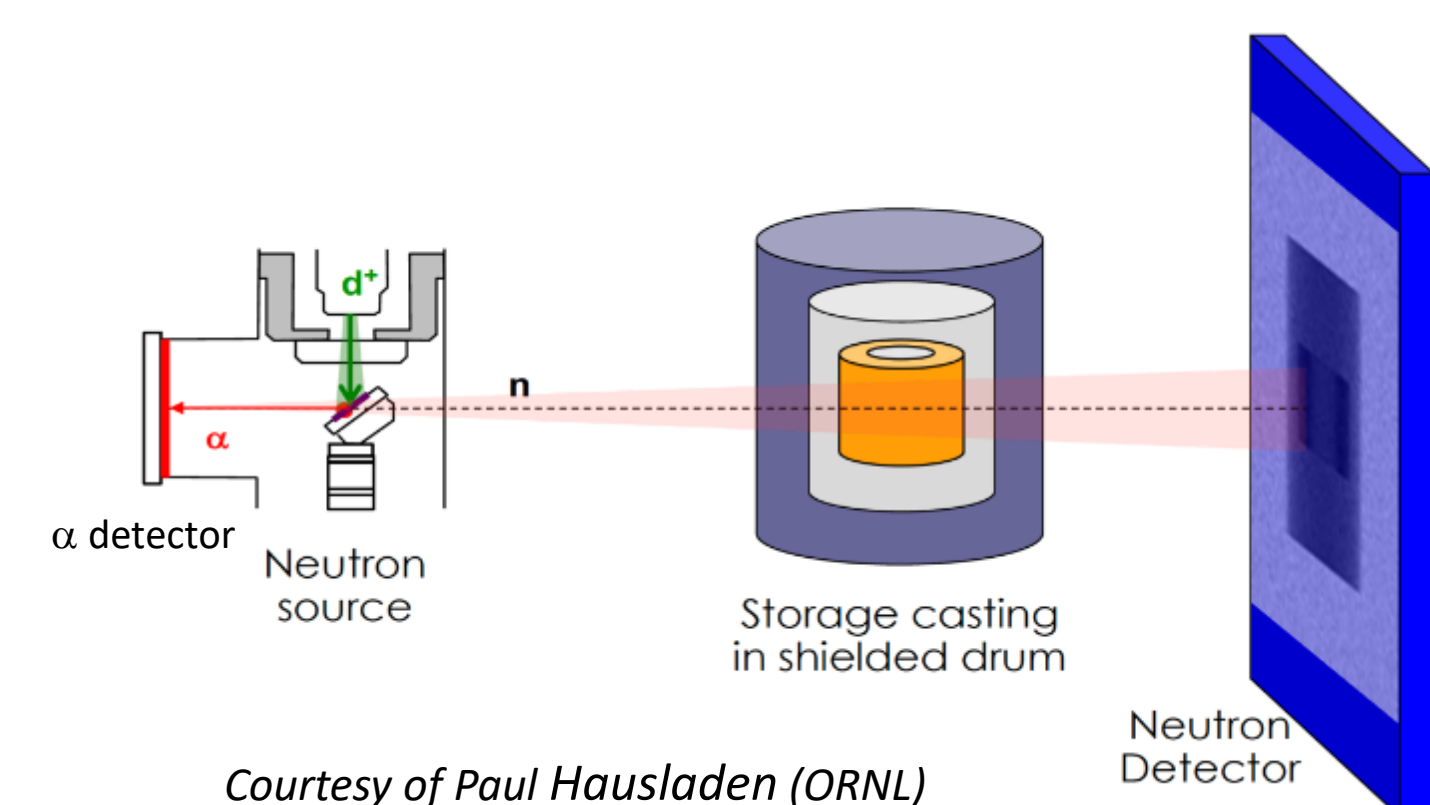 d⁺
n
α
α detector
Neutron
source
Storage casting
in shielded drum
Neutron
Detector
Courtesy of Paul Hausladen (ORNL)